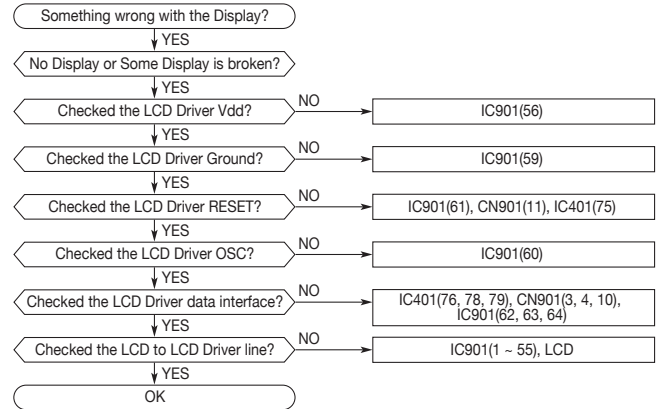 Something wrong with the Display?
YES
No Display or Some Display is broken?
YES
Checked the LCD Driver Vdd?
NO
IC901(56)
YES
Checked the LCD Driver Ground?
NO
IC901(59)
YES
Checked the LCD Driver RESET?
NO
IC901(61), CN901(11), IC401(75)
YES
Checked the LCD Driver OSC?
NO
IC901(60)
YES
Checked the LCD Driver data interface?
NO
IC401(76, 78, 79), CN901(3, 4, 10),
IC901(62, 63, 64)
YES
Checked the LCD to LCD Driver line?
NO
IC901(1 ~ 55), LCD
YES
OK